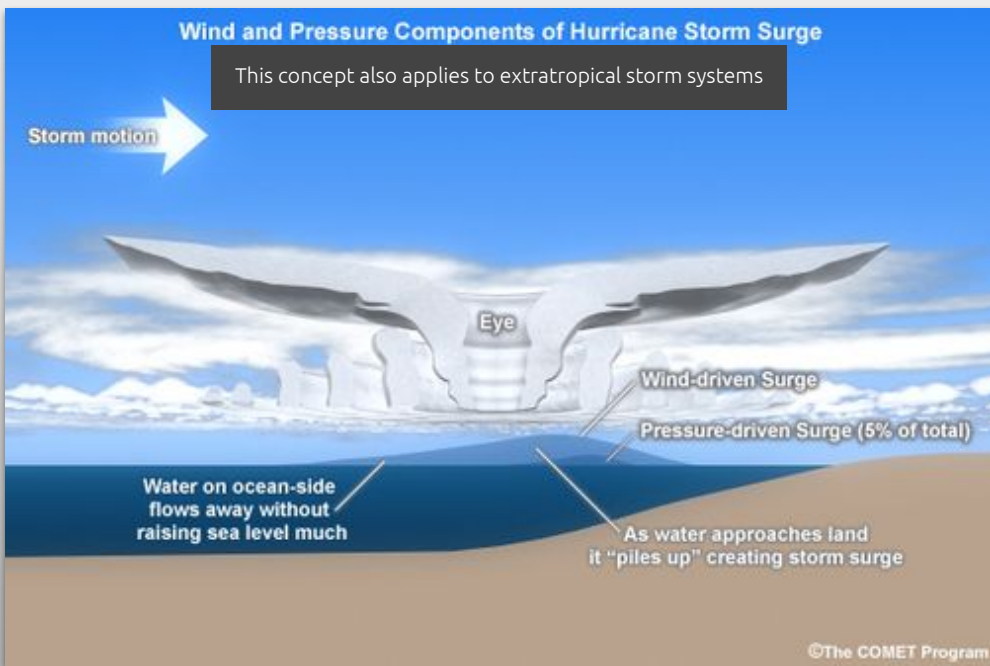 Wind and Pressure Components of Hurricane Storm Surge
This concept also applies to extratropical storm systems
Storm motion
Eye
Wind-driven Surge
Pressure-driven Surge (5% of total)
Water on ocean-side
flows away without
raising sea level much
As water approaches land
it "piles up" creating storm surge
©The COMET Program